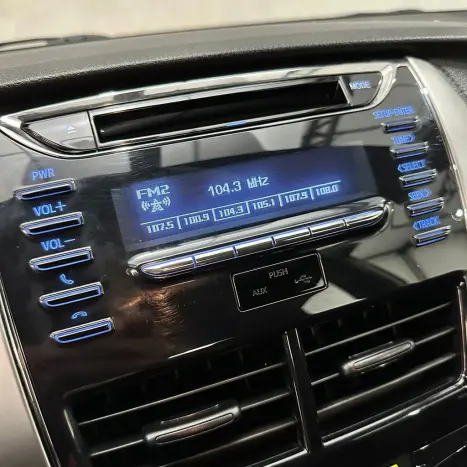 MODE
SETUP·ENTER
PWR
TUNE>
FM2 104.3 MHz
<SELECT
VOL+
SEEK>
107.5 100.9 104.3 105.1 107.9 108.0
<TRACK
VOL−
PUSH
AUX